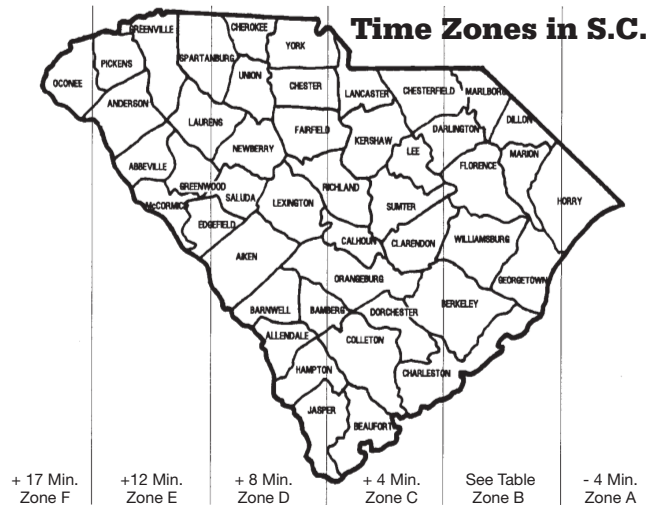 Time Zones in S.C.
CHEROKEE
GREENVILLE
YORK
SPARTANBURG
PICKENS
UNION
OCONEE
CHESTER
LANCASTER
CHESTERFIELD
MARLBORO
ANDERSON
LAURENS
FAIRFIELD
DARLINGTON
DILLON
KERSHAW
NEWBERRY
LEE
MARION
ABBEVILLE
FLORENCE
GREENWOOD
RICHLAND
SALUDA
LEXINGTON
HORRY
McCORMICK
SUMTER
EDGEFIELD
CALHOUN
CLARENDON
WILLIAMSBURG
AIKEN
ORANGEBURG
GEORGETOWN
BERKELEY
BARNWELL
BAMBERG
DORCHESTER
ALLENDALE
COLLETON
HAMPTON
CHARLESTON
JASPER
BEAUFORT
+ 17 Min.
Zone F
+12 Min.
Zone E
+ 8 Min.
Zone D
+ 4 Min.
Zone C
See Table
Zone B
- 4 Min.
Zone A